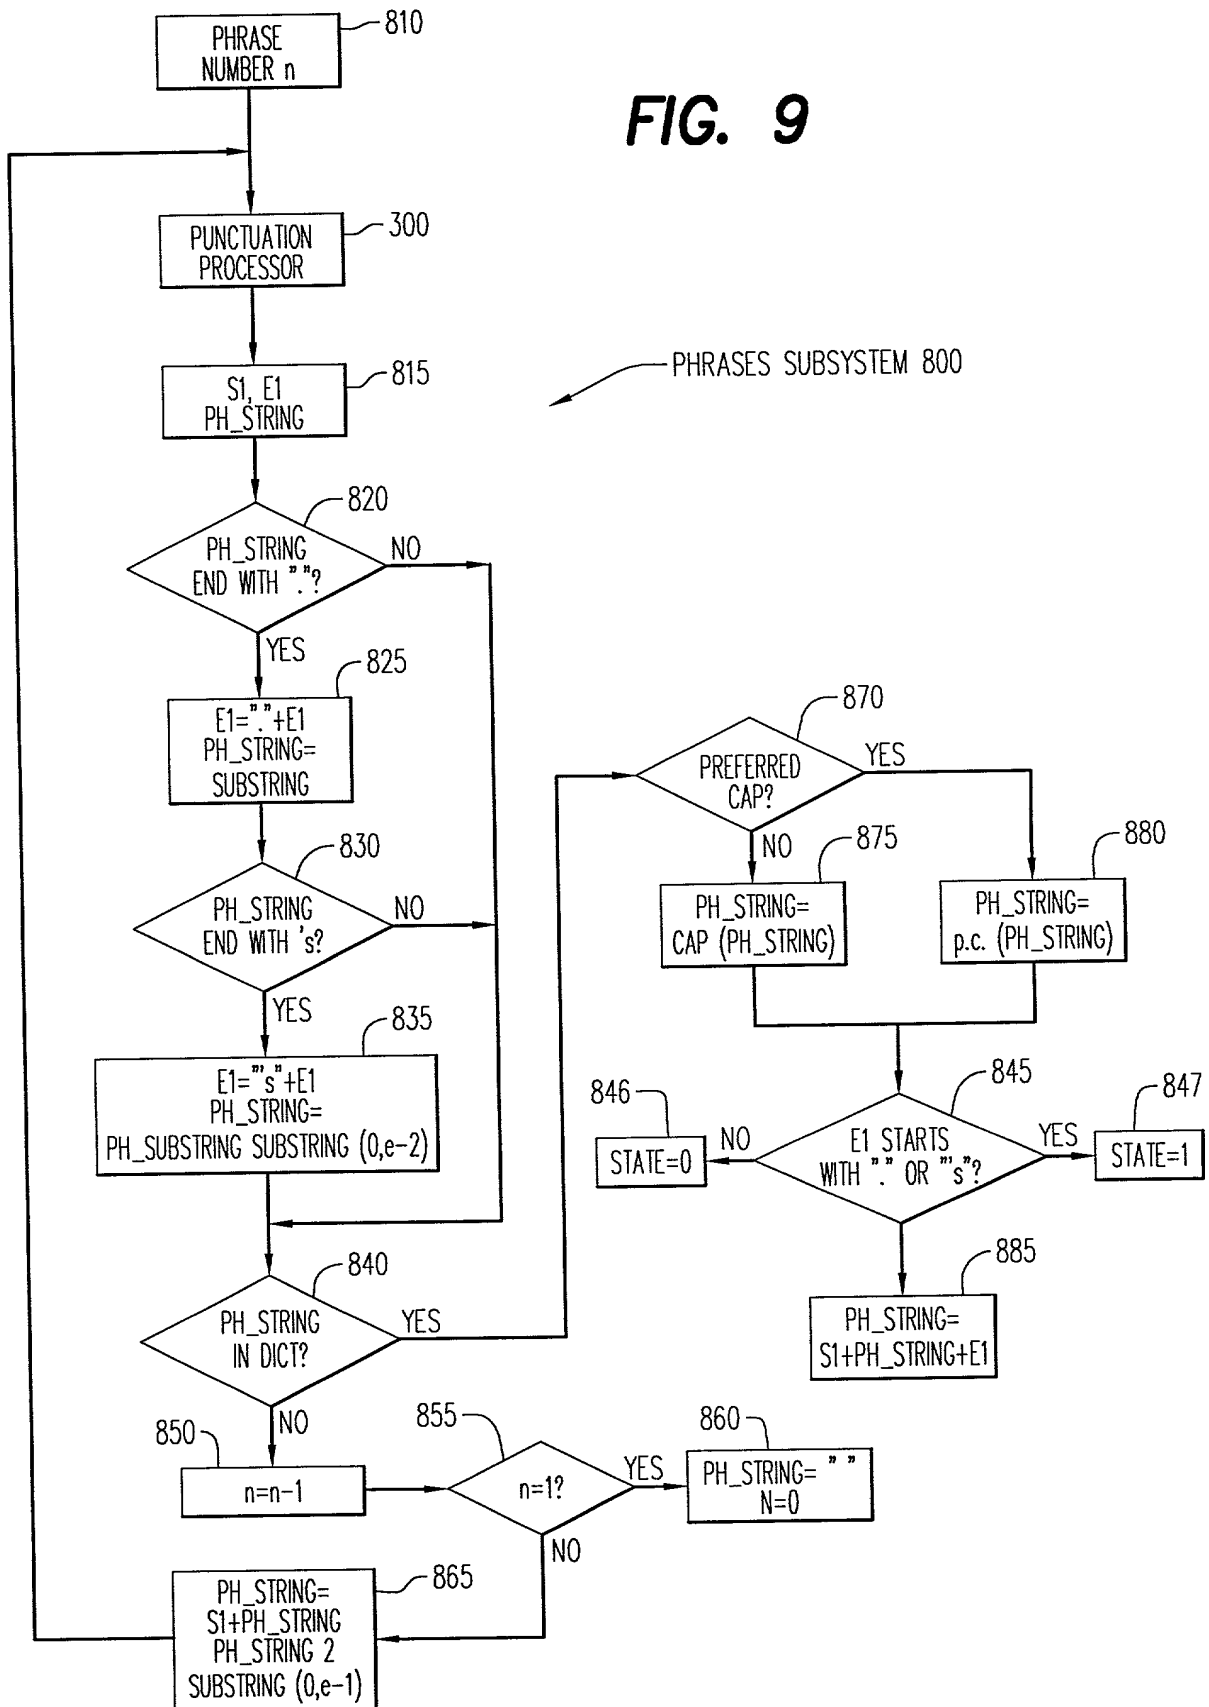 PHRASE
NUMBER n
810
FIG. 9
PUNCTUATION
PROCESSOR
300
PHRASES SUBSYSTEM 800
S1, E1
PH_STRING
815
820
PH_STRING
END WITH "."?
NO
YES
825
E1="."+E1
PH_STRING=
SUBSTRING
830
PH_STRING
END WITH 's?
NO
YES
835
E1="'s"+E1
PH_STRING=
PH_SUBSTRING SUBSTRING (0,e-2)
840
PH_STRING
IN DICT?
YES
NO
870
PREFERRED
CAP?
YES
NO
875
PH_STRING=
CAP (PH_STRING)
880
PH_STRING=
p.c. (PH_STRING)
845
E1 STARTS
WITH "." OR "'s"?
NO
YES
846
STATE=0
847
STATE=1
885
PH_STRING=
S1+PH_STRING+E1
850
n=n-1
855
n=1?
YES
NO
860
PH_STRING= " "
N=0
865
PH_STRING=
S1+PH_STRING
PH_STRING 2
SUBSTRING (0,e-1)